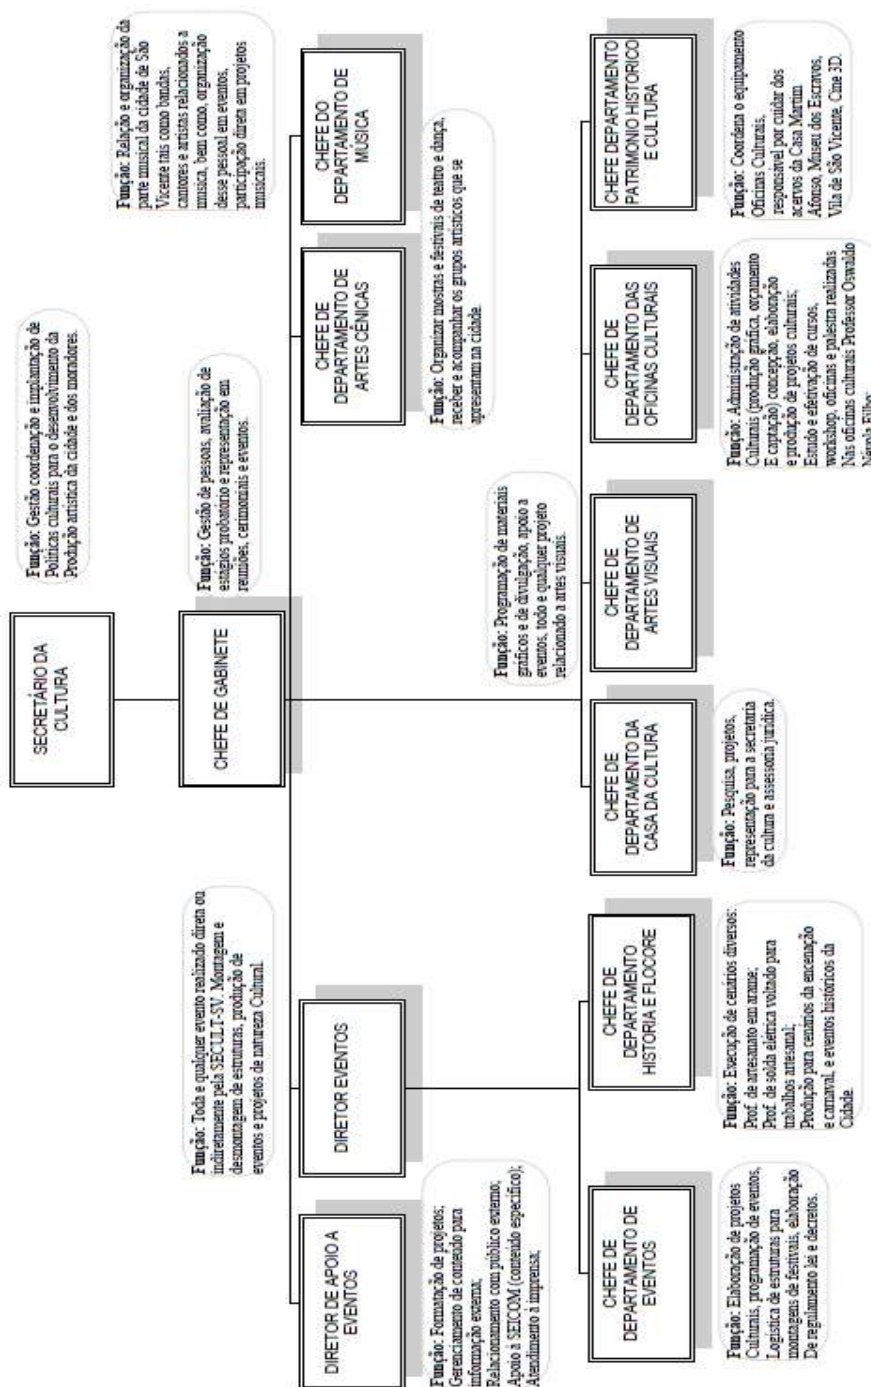 SECRETÁRIO DA
CULTURA
Função: Gestão coordenação e implantação de
Políticas culturais para o desenvolvimento da
Produção artística da cidade e dos moradores.
CHEFE DE GABINETE
Função: Gestão de pessoas, avaliação de
estágios probatório e representação em
reuniões, cerimoniais e eventos.
DIRETOR DE APOIO A
EVENTOS
Função: Formatação de projetos;
Gerenciamento de conteúdo para
informação externa;
Relacionamento com público externo;
Apoio à SEICOM (conteúdo específico);
Atendimento à imprensa;
DIRETOR EVENTOS
Função: Toda e qualquer evento realizado direta ou
indiretamente pela SECULT-SV, Montagem e
desmontagem de estruturas, produção de
eventos e projetos de natureza Cultural.
CHEFE DE
DEPARTAMENTO DE
ARTES CÊNICAS
Função: Organizar mostras e festivais de teatro e dança,
receber e acompanhar os grupos artísticos que se
apresentam na cidade.
CHEFE DO
DEPARTAMENTO DE
MÚSICA
Função: Relação e organização da
parte musical da cidade de São
Vicente tais como bandas,
cantores e artistas relacionados a
musica, bem como, organização
desse pessoal em eventos,
participação direta em projetos
musicais.
CHEFE DE
DEPARTAMENTO DE
EVENTOS
Função: Elaboração de projetos
Culturais, programação de eventos,
Logística de estruturas para
montagens de festivais, elaboração
De regulamento lei e decretos.
CHEFE DE
DEPARTAMENTO
HISTORIA E FLOCORE
Função: Execução de cenários diversos:
Prof. de artesanato em arame;
Prof. de solda elétrica voltado para
trabalhos artesanal;
Produção para cenários da encenação
e carnaval, e eventos históricos da
Cidade.
CHEFE DE
DEPARTAMENTO DA
CASA DA CULTURA
Função: Pesquisa, projetos,
representação para a secretaria
da cultura e assessoria jurídica.
CHEFE DE
DEPARTAMENTO DE
ARTES VISUAIS
Função: Programação de materiais
gráficos e de divulgação, apoio a
eventos, todo e qualquer projeto
relacionado a artes visuais.
CHEFE DE
DEPARTAMENTO DAS
OFICINAS CULTURAIS
Função: Administração de atividades
Culturais (produção gráfica, orçamento
E captação) concepção, elaboração
e produção de projetos culturais;
Estudo e efetivação de cursos,
workshop, oficinas e palestra realizadas
Nas oficinas culturais Professor Oswaldo
Névola Filho;
CHEFE DEPARTAMENTO
PATRIMONIO HISTORICO
E CULTURA
Função: Coordena o equipamento
Oficinas Culturais,
responsável por cuidar dos
acervos da Casa Martim
Afonso, Museu dos Escravos,
Vila de São Vicente, Cine 3D.